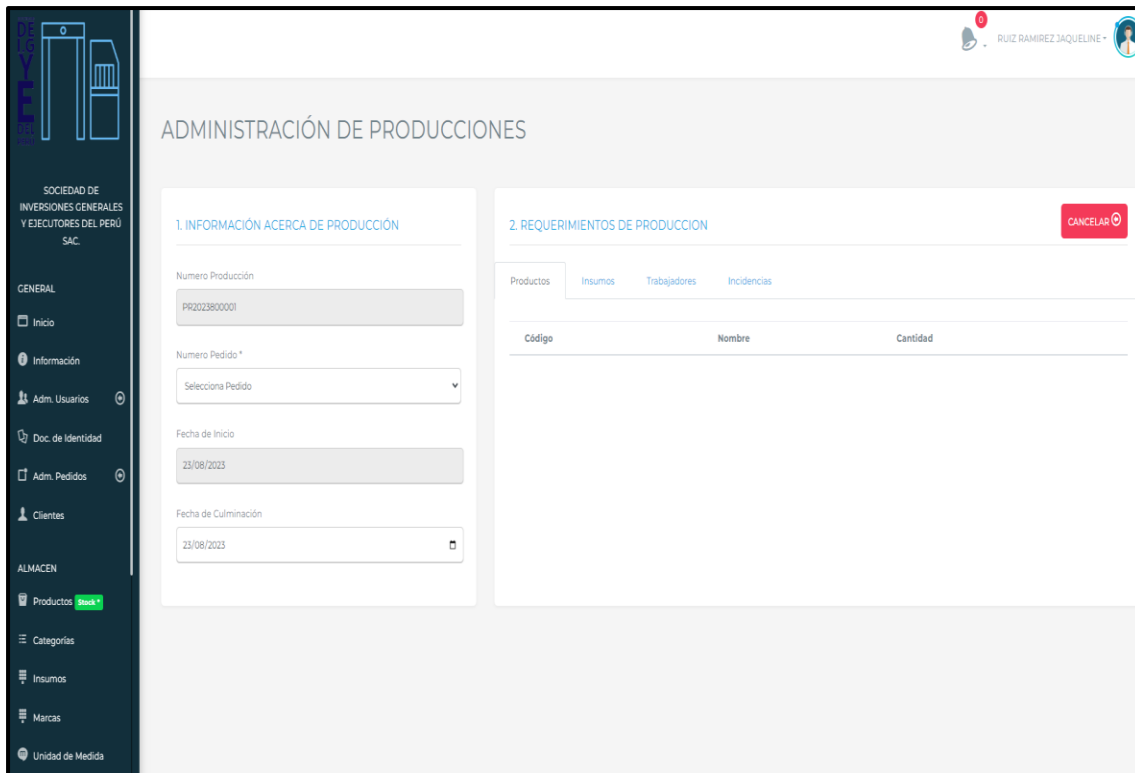 DE
I.G
Y
E
DEL
SOCIEDAD DE
INVERSIONES GENERALES
Y EJECUTORES DEL PERÚ
SAC.
GENERAL
Inicio
Información
Adm. Usuarios
Doc. de Identidad
Adm. Pedidos
Clientes
ALMACEN
Productos Stock *
Categorías
Insumos
Marcas
Unidad de Medida
0
RUIZ RAMIREZ JAQUELINE
ADMINISTRACIÓN DE PRODUCCIONES
1. INFORMACIÓN ACERCA DE PRODUCCIÓN
Numero Producción
PR2023800001
Numero Pedido *
Selecciona Pedido
Fecha de Inicio
23/08/2023
Fecha de Culminación
23/08/2023
2. REQUERIMIENTOS DE PRODUCCION
CANCELAR
Productos Insumos Trabajadores Incidencias
Código Nombre Cantidad